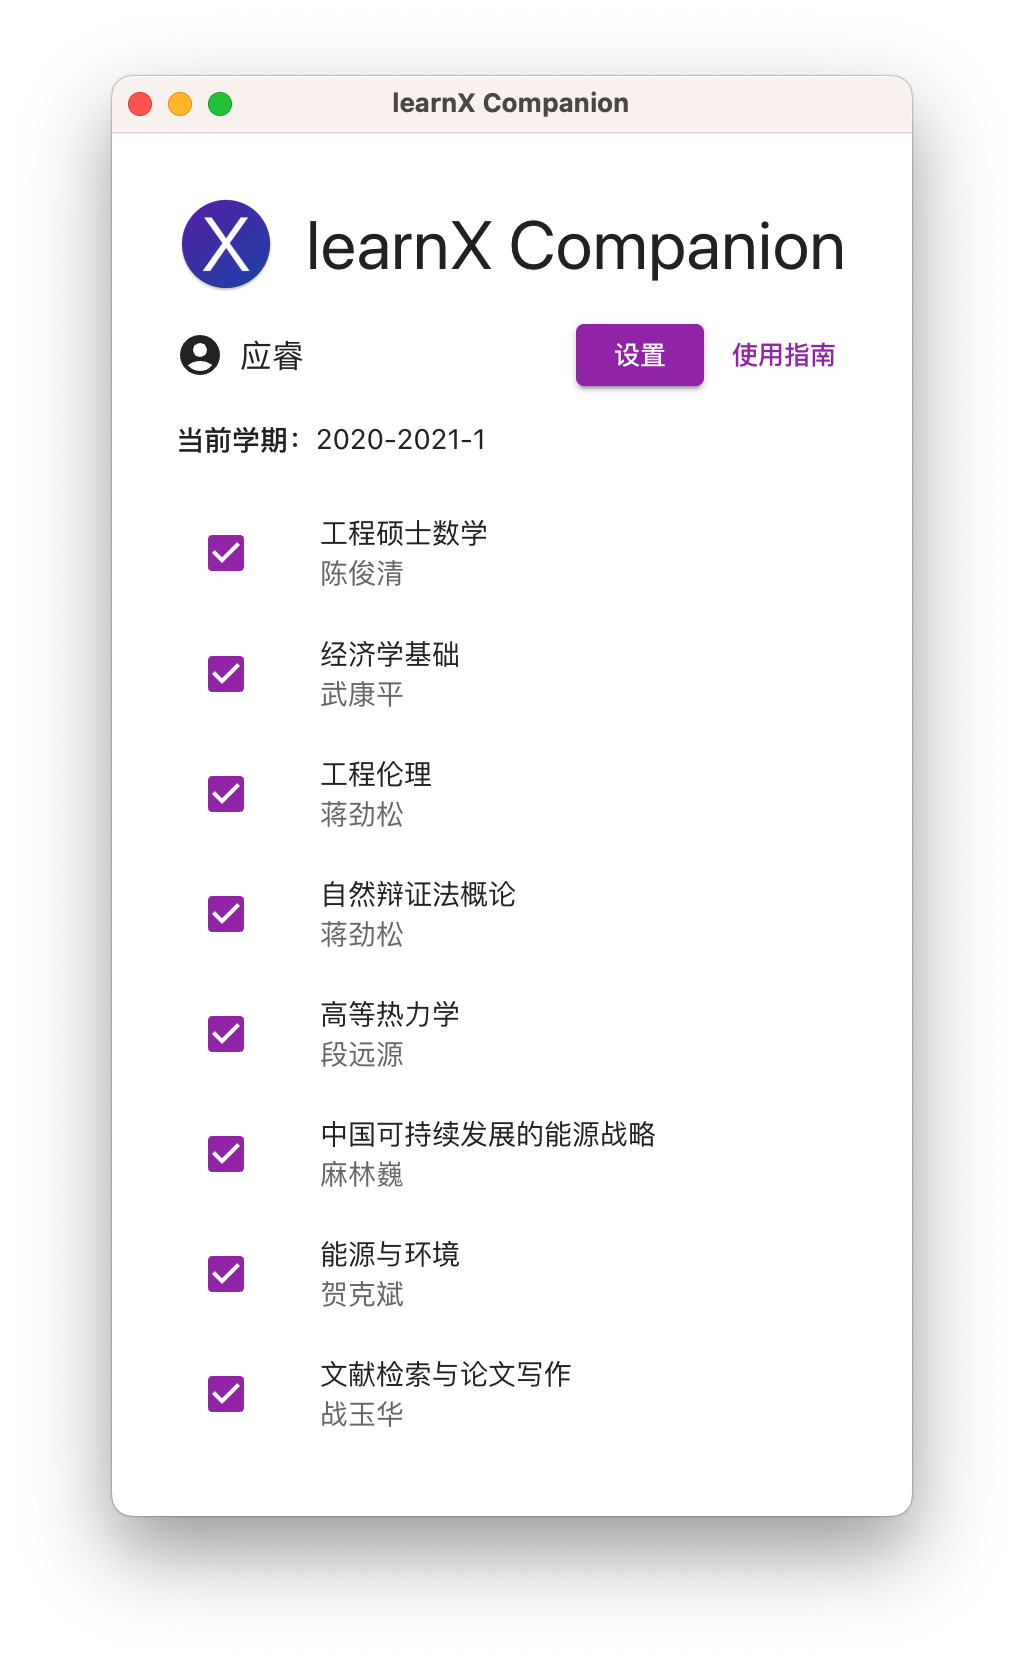 learnX Companion
X learnX Companion
应睿 设置 使用指南
当前学期：2020-2021-1
工程硕士数学
陈俊清
经济学基础
武康平
工程伦理
蒋劲松
自然辩证法概论
蒋劲松
高等热力学
段远源
中国可持续发展的能源战略
麻林巍
能源与环境
贺克斌
文献检索与论文写作
战玉华